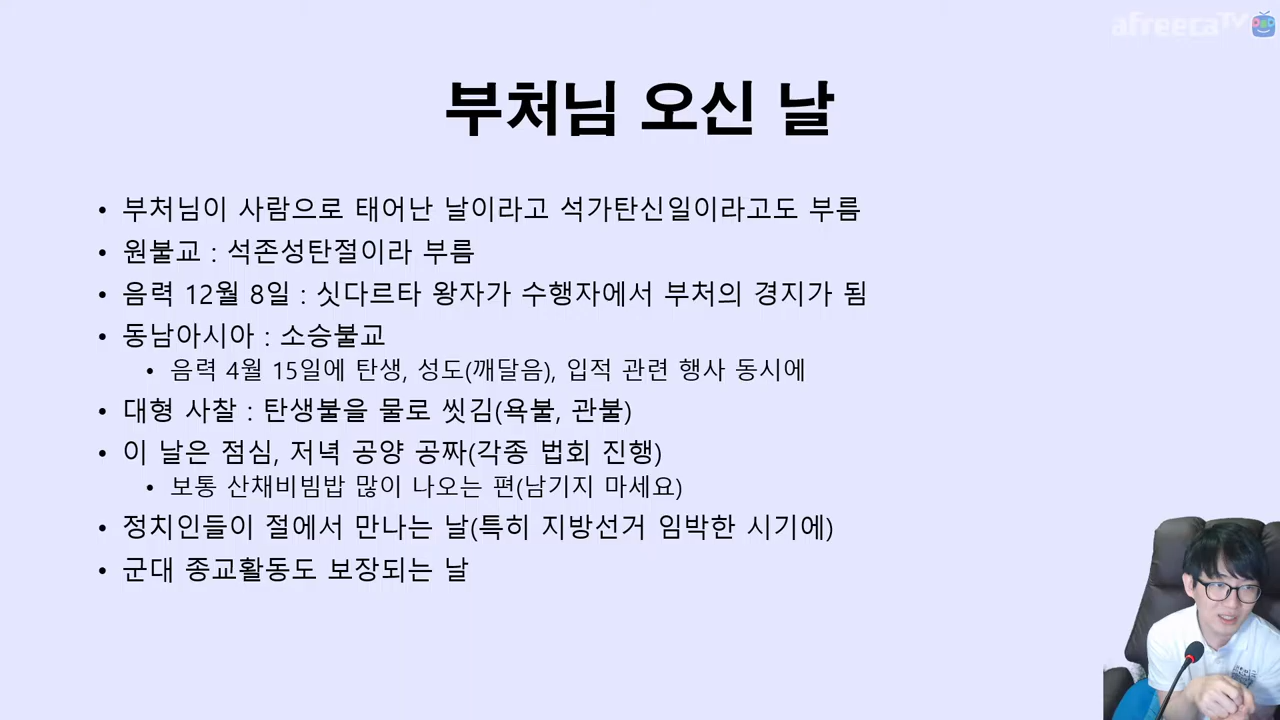 afreecaTV
부처님 오신 날
• 부처님이 사람으로 태어난 날이라고 석가탄신일이라고도 부름
• 원불교 : 석존성탄절이라 부름
• 음력 12월 8일 : 싯다르타 왕자가 수행자에서 부처의 경지가 됨
• 동남아시아 : 소승불교
• 음력 4월 15일에 탄생, 성도(깨달음), 입적 관련 행사 동시에
• 대형 사찰 : 탄생불을 물로 씻김(욕불, 관불)
• 이 날은 점심, 저녁 공양 공짜(각종 법회 진행)
• 보통 산채비빔밥 많이 나오는 편(남기지 마세요)
• 정치인들이 절에서 만나는 날(특히 지방선거 임박한 시기에)
• 군대 종교활동도 보장되는 날